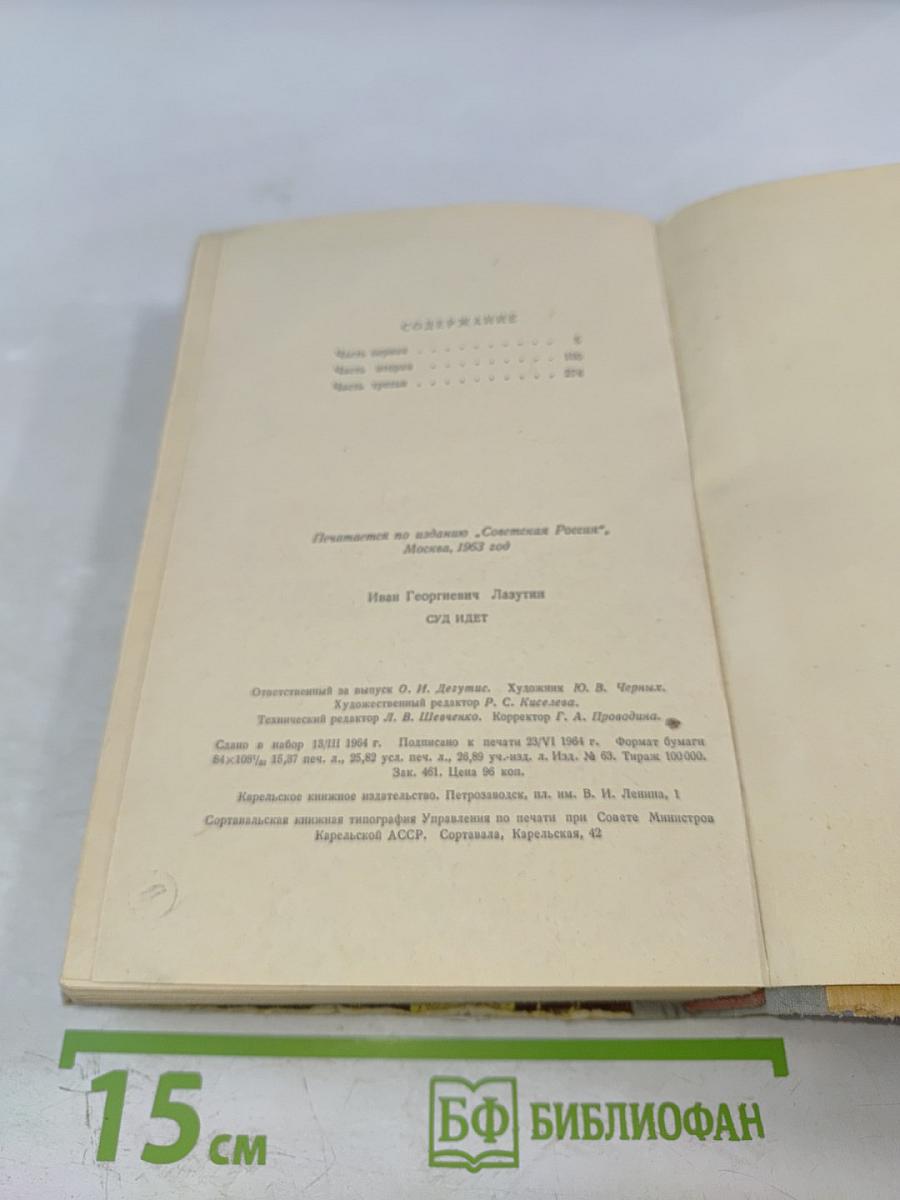 СОДЕРЖАНИЕ
Часть первая . . . . . . . . . .
Часть вторая . . . . . . . . .
Часть третья . . . . . . . . . .
Печатается по изданию „Советская Россия“,
Москва, 1963 год
Иван Георгиевич Лазутин
СУД ИДЕТ
Ответственный за выпуск О. И. Дегутис. Художник Ю. В. Черных.
Художественный редактор Р. С. Киселева.
Технический редактор Л. В. Шевченко. Корректор Г. А. Проводина.
Сдано в набор 13/III 1964 г. Подписано к печати 23/VI 1964 г. Формат бумаги
84×108¹/₃₂ 15,37 печ. л., 25,82 усл. печ. л., 26,89 уч.-изд. л. Изд. № 63. Тираж 100000.
Зак. 461. Цена 96 коп.
Карельское книжное издательство. Петрозаводск, пл. им. В. И. Ленина, 1
Сортавальская книжная типография Управления по печати при Совете Министров
Карельской АССР. Сортавала, Карельская, 42
15 см
БФ БИБЛИОФАН